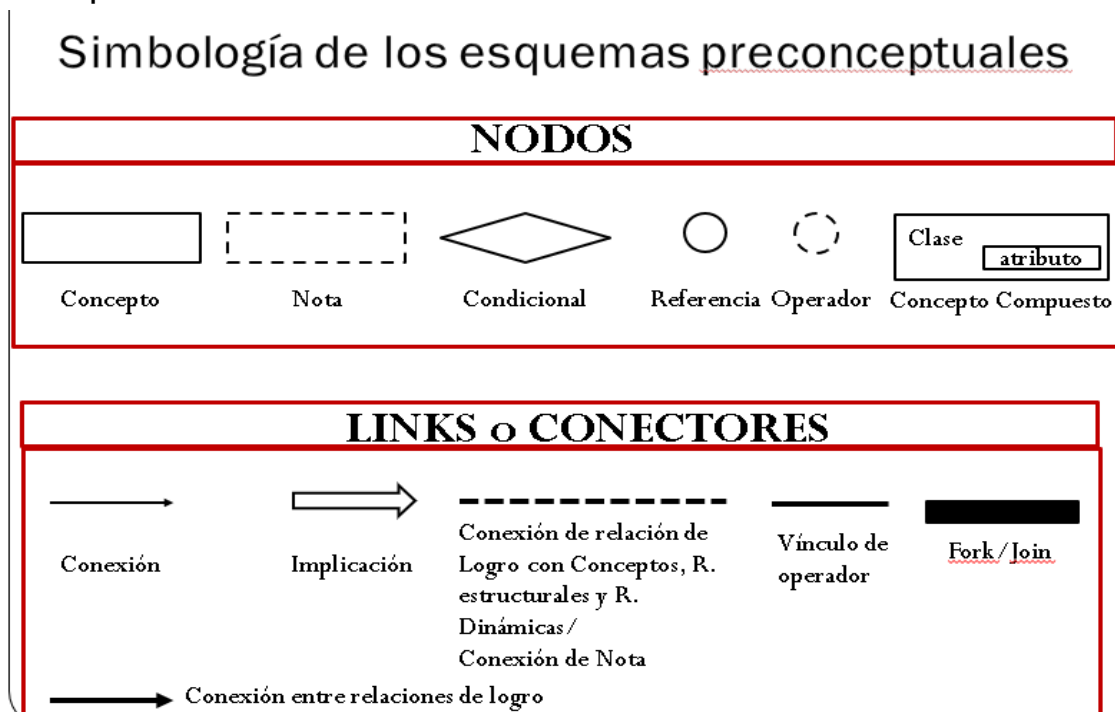 Simbología de los esquemas preconceptuales
NODOS
Clase
atributo
Concepto
Nota
Condicional
Referencia
Operador
Concepto Compuesto
LINKS o CONECTORES
Conexión
Implicación
Conexión de relación de
Logro con Conceptos, R.
estructurales y R.
Dinámicas/
Conexión de Nota
Vínculo de
operador
Fork/Join
Conexión entre relaciones de logro